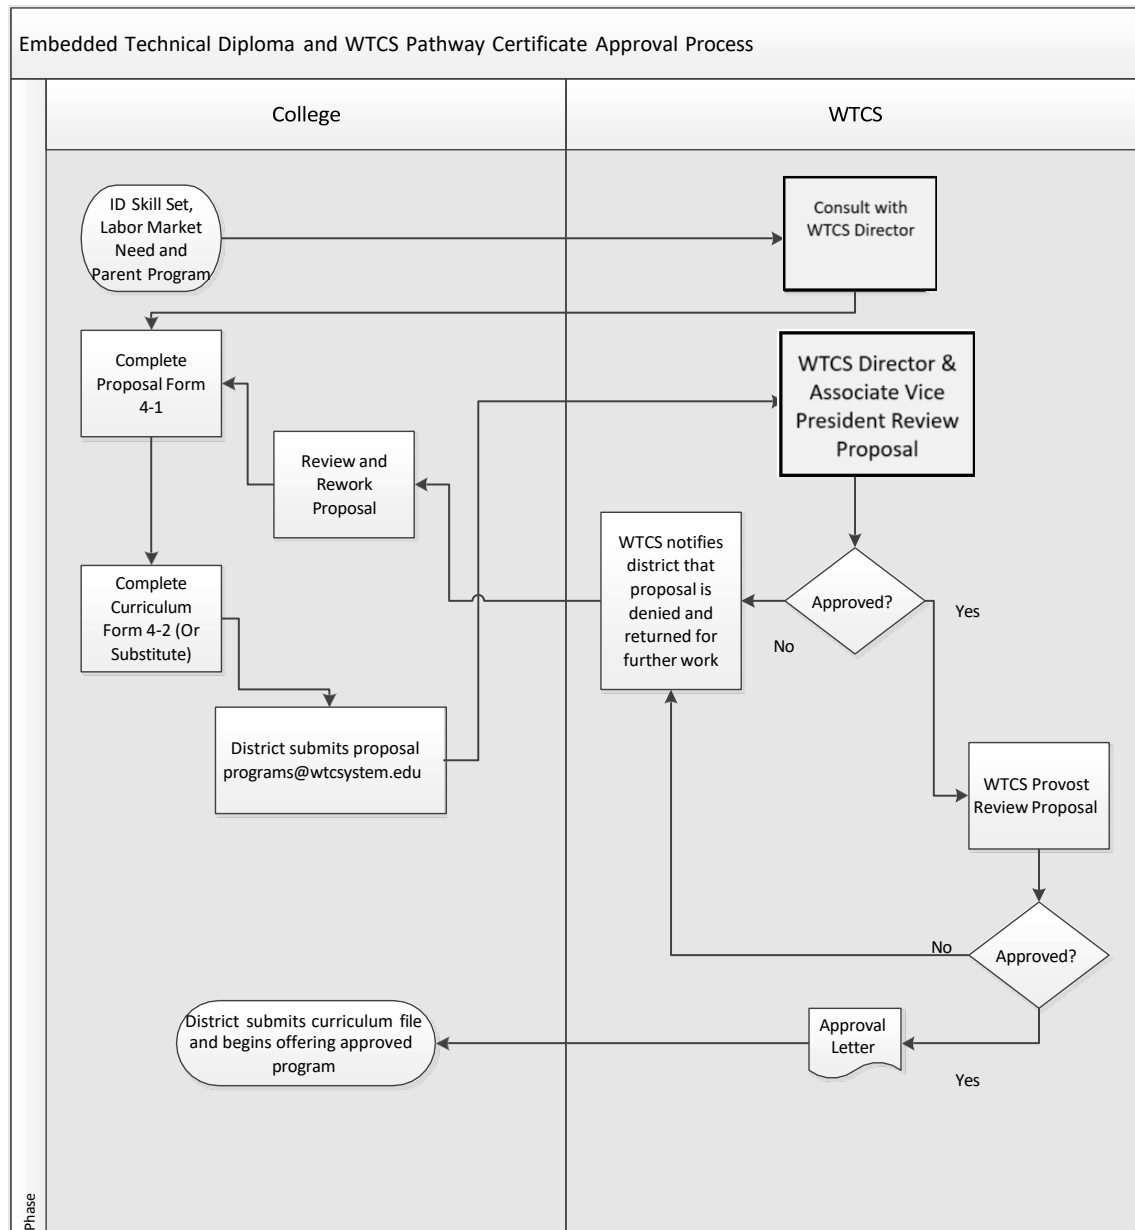 Embedded Technical Diploma and WTCS Pathway Certificate Approval Process
College
WTCS
ID Skill Set,
Labor Market
Need and
Parent Program
Consult with
WTCS Director
Complete
Proposal Form
4-1
WTCS Director &
Associate Vice
President Review
Proposal
Review and
Rework
Proposal
WTCS notifies
district that
proposal is
denied and
returned for
further work
Approved?
Yes
No
Complete
Curriculum
Form 4-2 (Or
Substitute)
District submits proposal
programs@wtcsystem.edu
WTCS Provost
Review Proposal
No
Approved?
District submits curriculum file
and begins offering approved
program
Approval
Letter
Yes
Phase